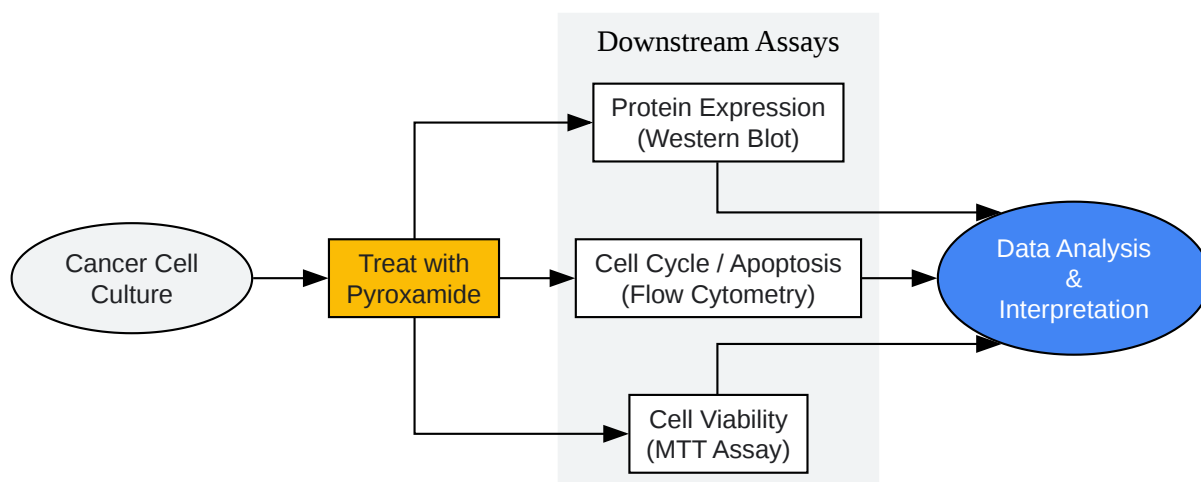 Downstream Assays
Protein Expression
(Western Blot)
Cancer Cell
Culture
Treat with
Pyroxamide
Cell Cycle / Apoptosis
(Flow Cytometry)
Data Analysis
&
Interpretation
Cell Viability
(MTT Assay)